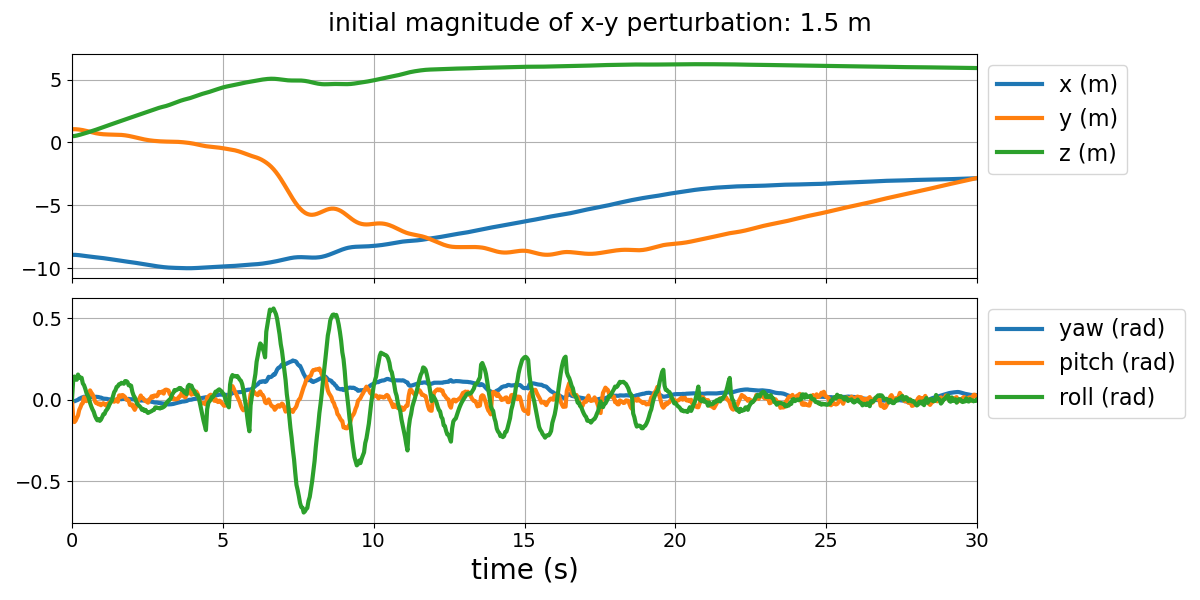 initial magnitude of x-y perturbation: 1.5 m
5
0
−5
−10
x (m)
y (m)
z (m)
0.5
0.0
−0.5
yaw (rad)
pitch (rad)
roll (rad)
0 5 10 15 20 25 30
time (s)